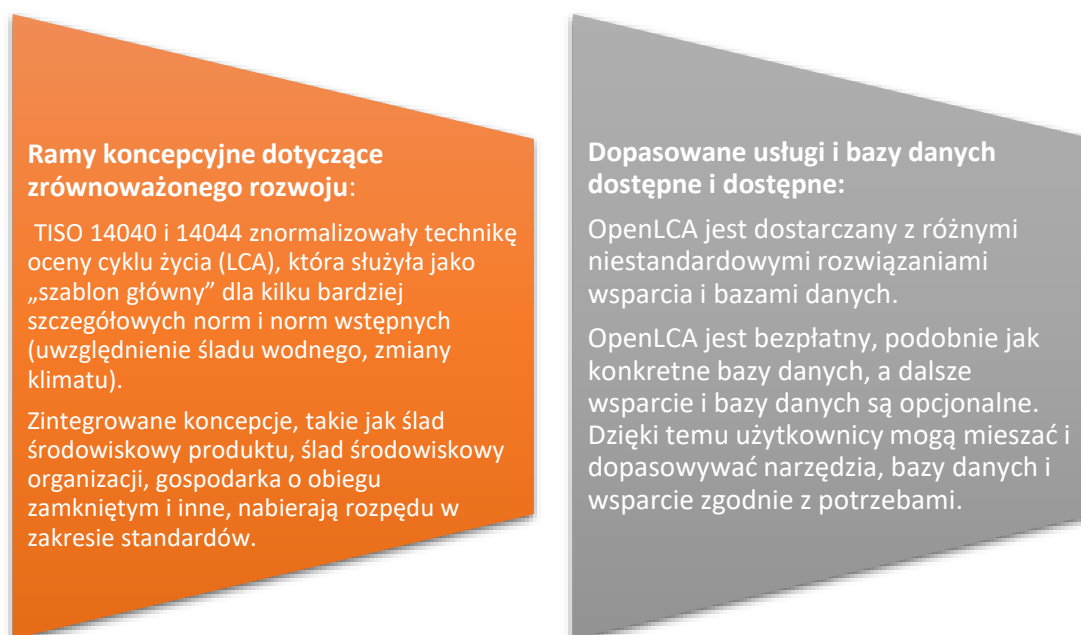 Ramy koncepcyjne dotyczące
zrównoważonego rozwoju:
TISO 14040 i 14044 znormalizowały technikę
oceny cyklu życia (LCA), która służyła jako
„szablon główny” dla kilku bardziej
szczegółowych norm i norm wstępnych
(uwzględnienie śladu wodnego, zmiany
klimatu).
Zintegrowane koncepcje, takie jak ślad
środowiskowy produktu, ślad środowiskowy
organizacji, gospodarka o obiegu
zamkniętym i inne, nabierają rozpędu w
zakresie standardów.
Dopasowane usługi i bazy danych
dostępne i dostępne:
OpenLCA jest dostarczany z różnymi
niestandardowymi rozwiązaniami
wsparcia i bazami danych.
OpenLCA jest bezpłatny, podobnie jak
konkretne bazy danych, a dalsze
wsparcie i bazy danych są opcjonalne.
Dzięki temu użytkownicy mogą mieszać i
dopasowywać narzędzia, bazy danych i
wsparcie zgodnie z potrzebami.